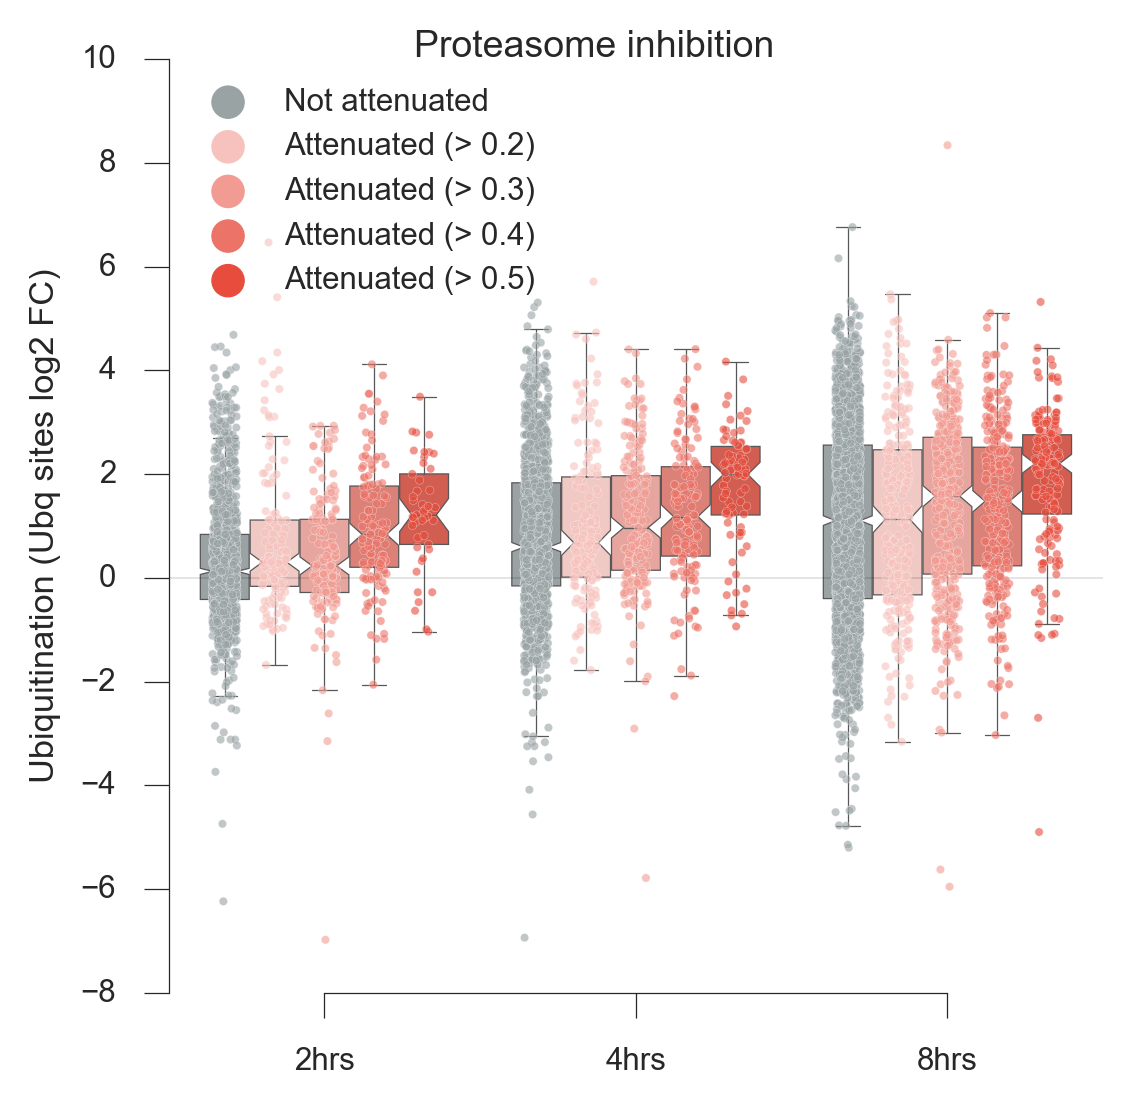 Proteasome inhibition
10
8
6
4
2
0
−2
−4
−6
−8
Ubiquitination (Ubq sites log2 FC)
Not attenuated
Attenuated (> 0.2)
Attenuated (> 0.3)
Attenuated (> 0.4)
Attenuated (> 0.5)
2hrs
4hrs
8hrs